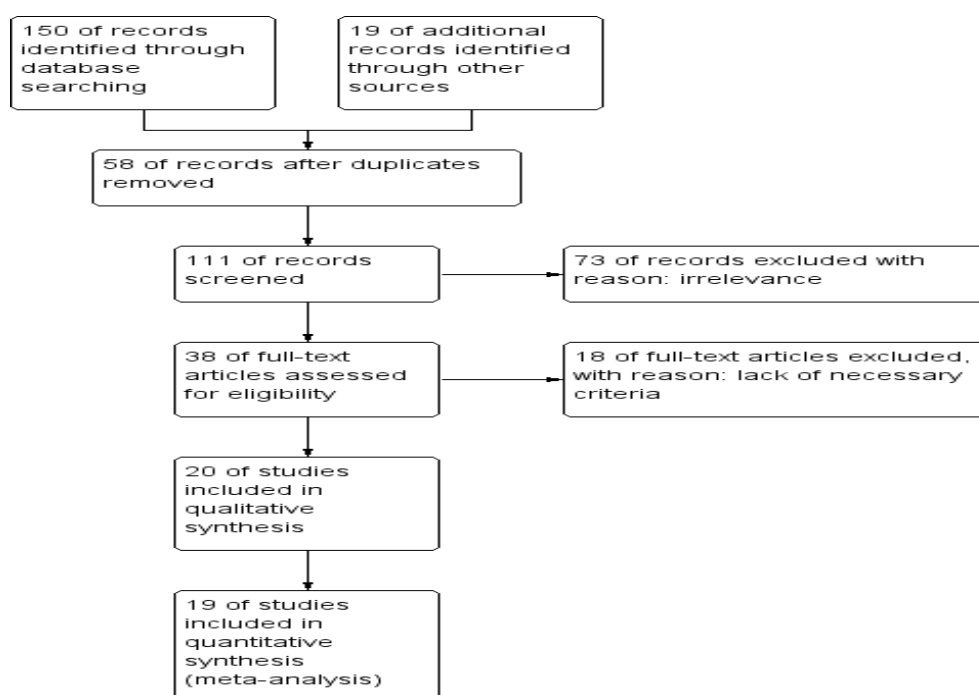 150 of records
identified through
database
searching
19 of additional
records identified
through other
sources
58 of records after duplicates
removed
111 of records
screened
73 of records excluded with
reason: irrelevance
38 of full-text
articles assessed
for eligibility
18 of full-text articles excluded,
with reason: lack of necessary
criteria
20 of studies
included in
qualitative
synthesis
19 of studies
included in
quantitative
synthesis
(meta-analysis)